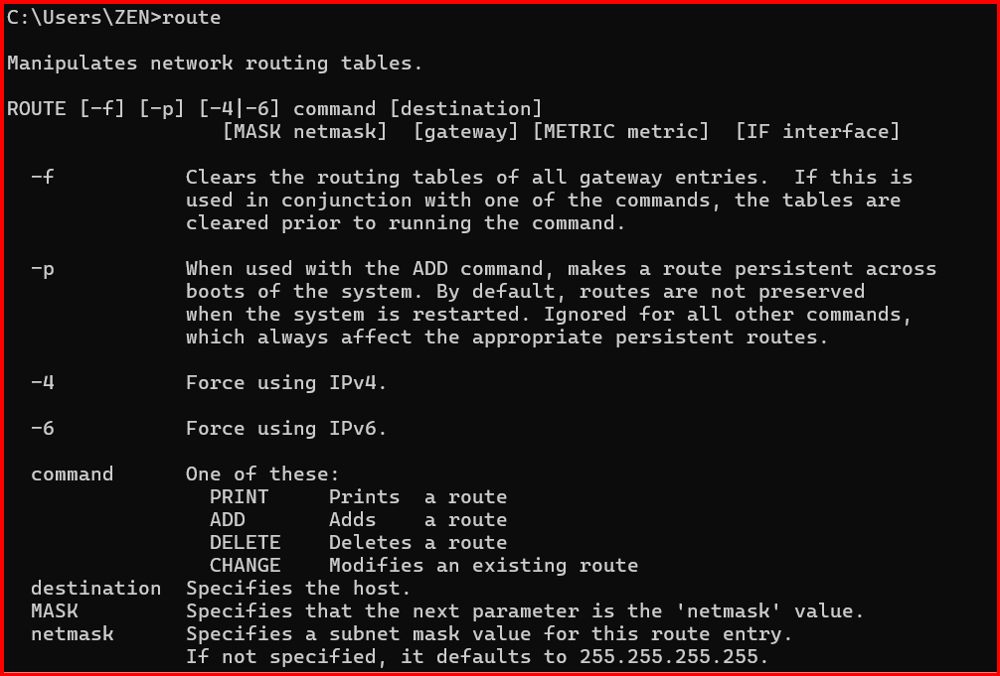 C:\Users\ZEN>route
Manipulates network routing tables.
ROUTE [-f] [-p] [-4|-6] command [destination]
                  [MASK netmask]  [gateway] [METRIC metric]  [IF interface]
  -f           Clears the routing tables of all gateway entries.  If this is
               used in conjunction with one of the commands, the tables are
               cleared prior to running the command.
  -p           When used with the ADD command, makes a route persistent across
               boots of the system. By default, routes are not preserved
               when the system is restarted. Ignored for all other commands,
               which always affect the appropriate persistent routes.
  -4           Force using IPv4.
  -6           Force using IPv6.
  command      One of these:
                 PRINT     Prints  a route
                 ADD       Adds    a route
                 DELETE    Deletes a route
                 CHANGE    Modifies an existing route
  destination  Specifies the host.
  MASK         Specifies that the next parameter is the 'netmask' value.
  netmask      Specifies a subnet mask value for this route entry.
               If not specified, it defaults to 255.255.255.255.